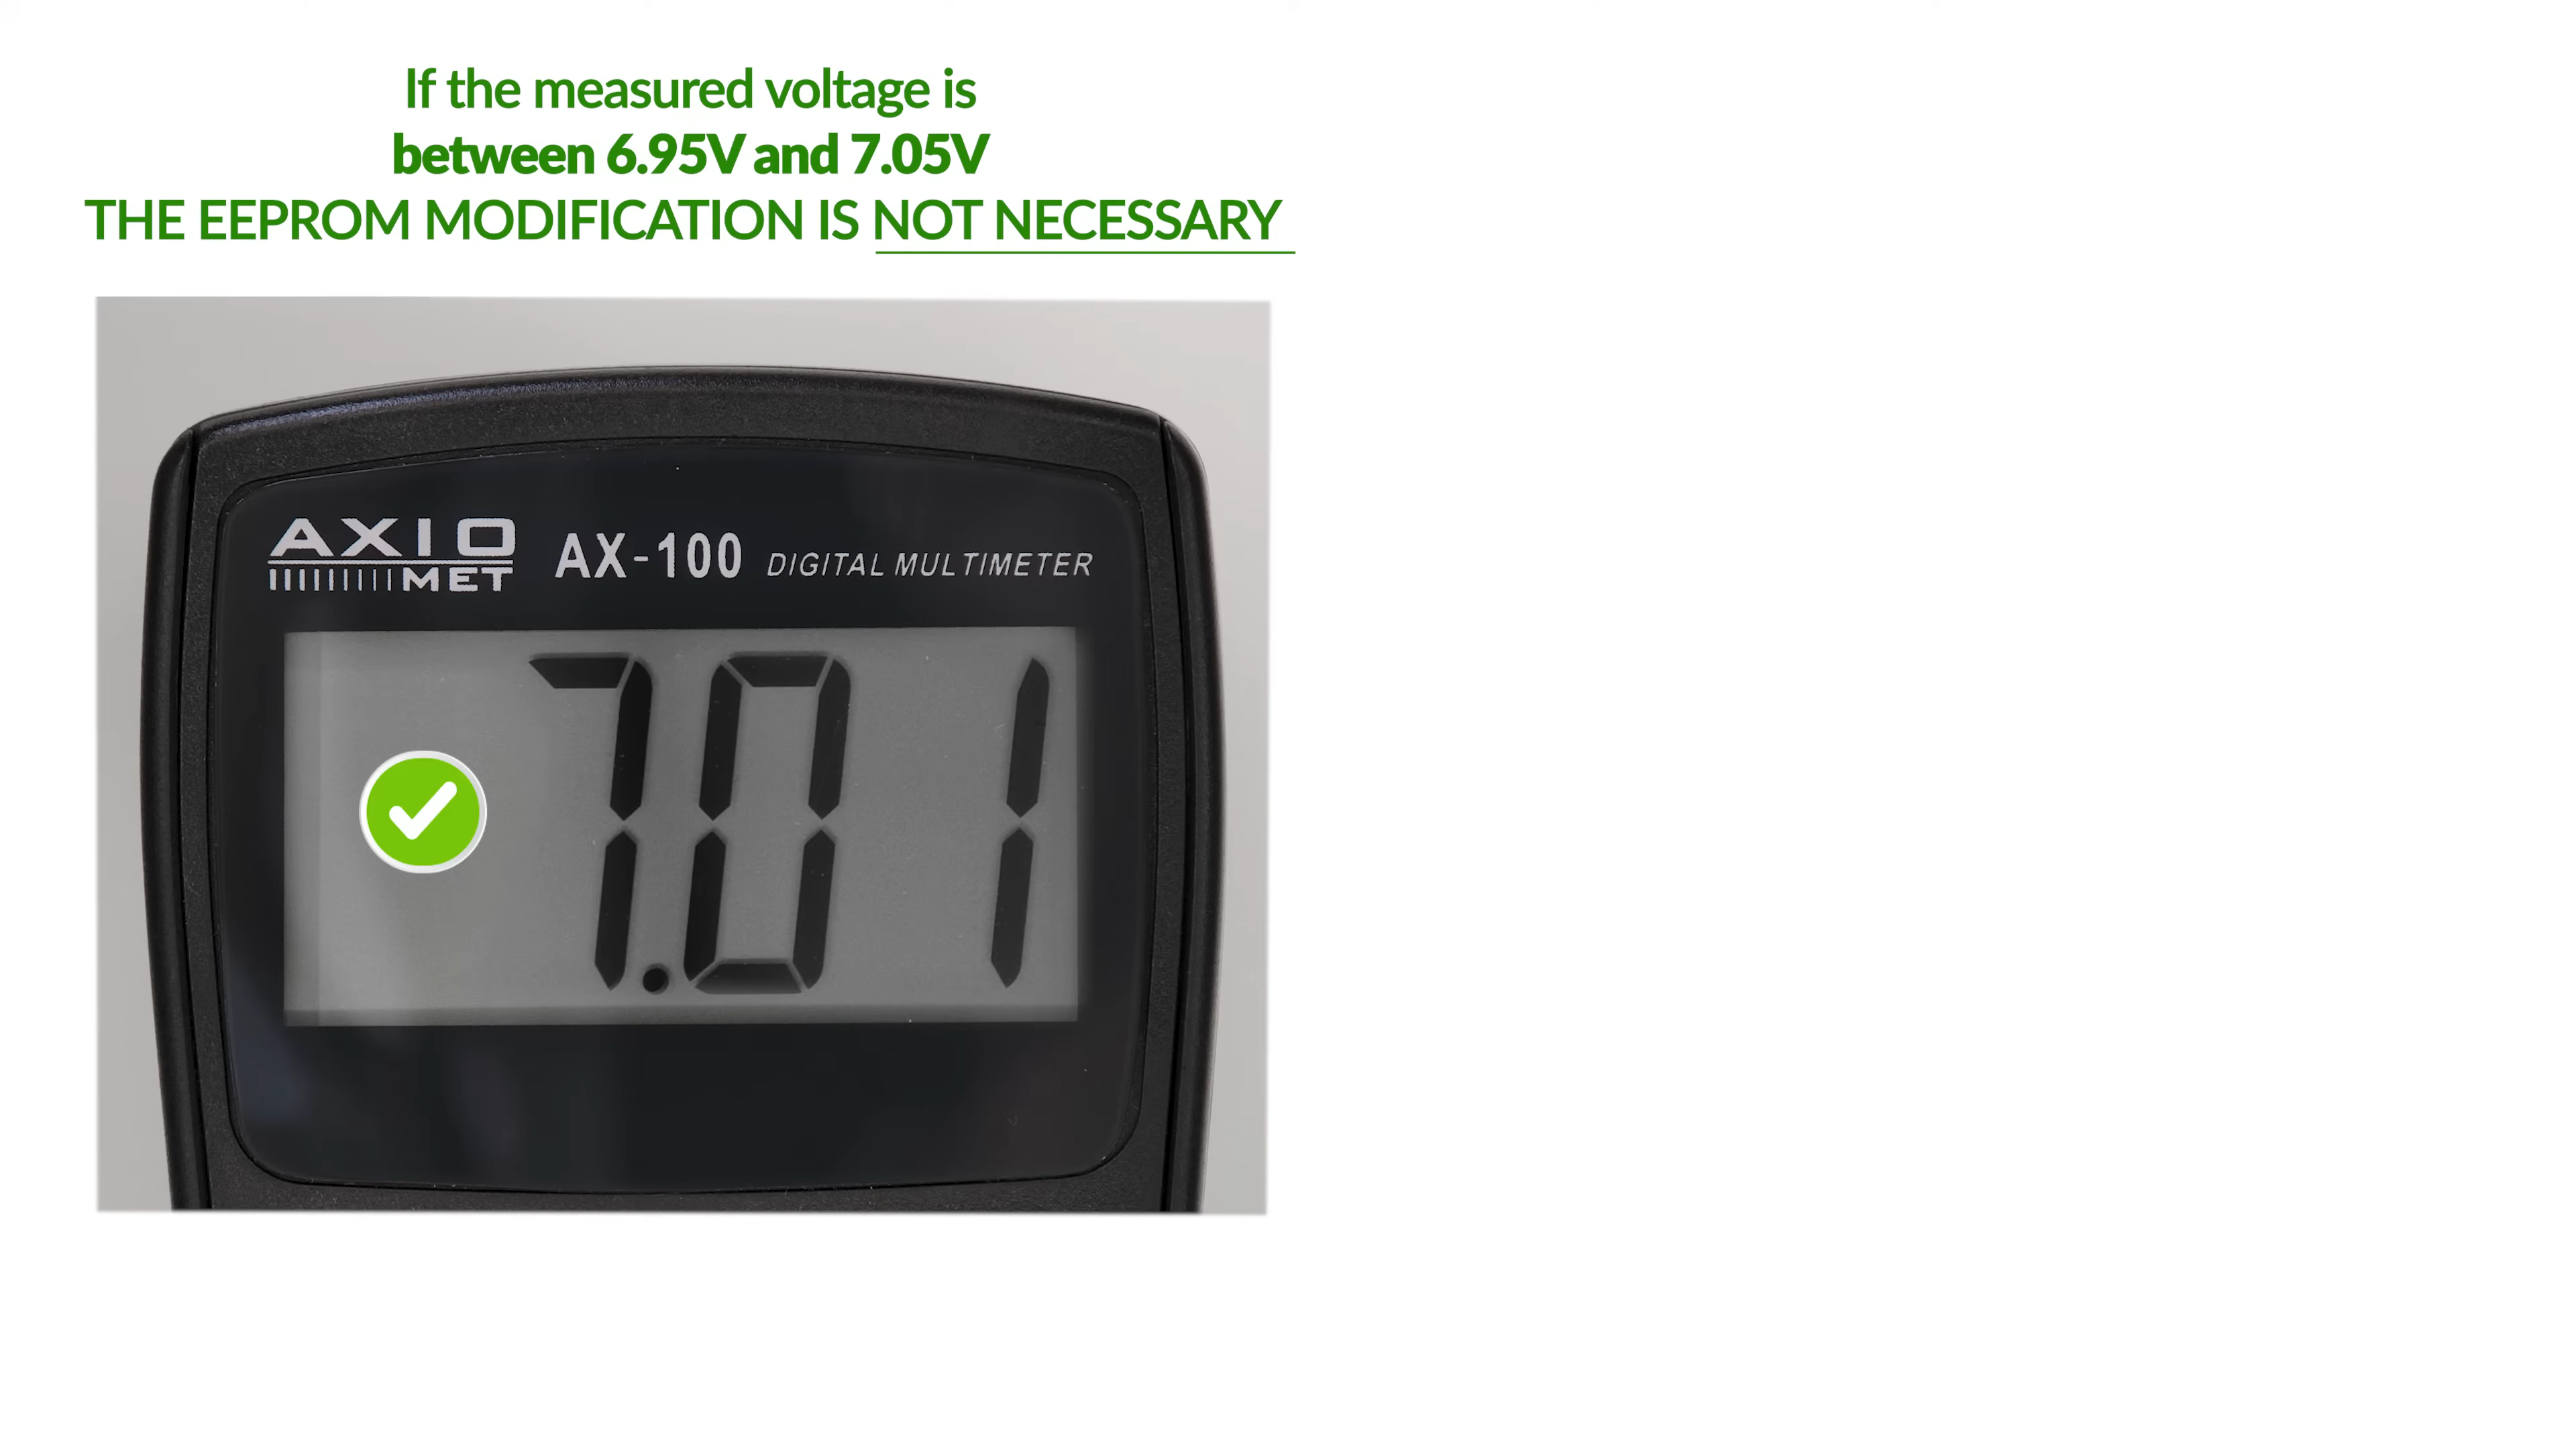 If the measured voltage is
between 6.95V and 7.05V
THE EEPROM MODIFICATION IS NOT NECESSARY
AXIO
MET
AX-100 DIGITAL MULTIMETER
7.01